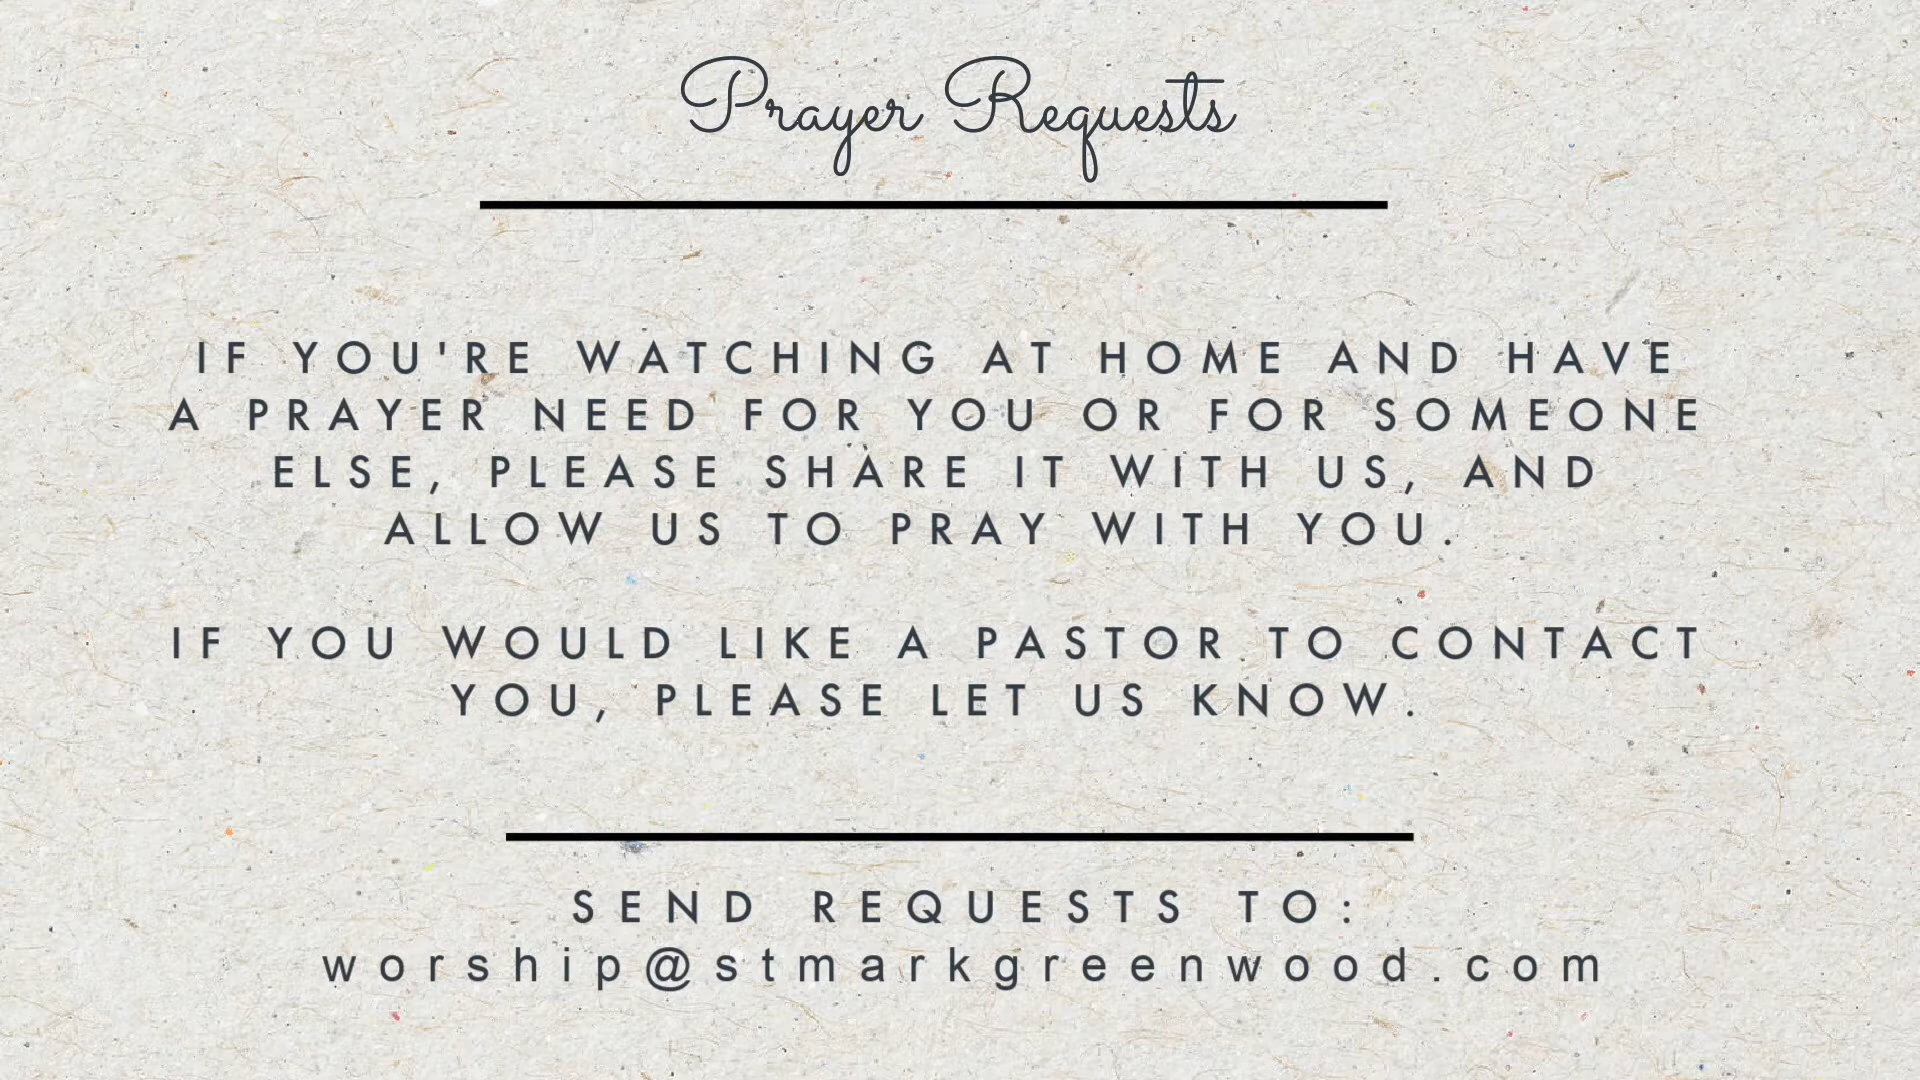 Prayer Requests
IF YOU'RE WATCHING AT HOME AND HAVE
A PRAYER NEED FOR YOU OR FOR SOMEONE
ELSE, PLEASE SHARE IT WITH US, AND
ALLOW US TO PRAY WITH YOU.
IF YOU WOULD LIKE A PASTOR TO CONTACT
YOU, PLEASE LET US KNOW.
SEND REQUESTS TO:
worship@stmarkgreenwood.com